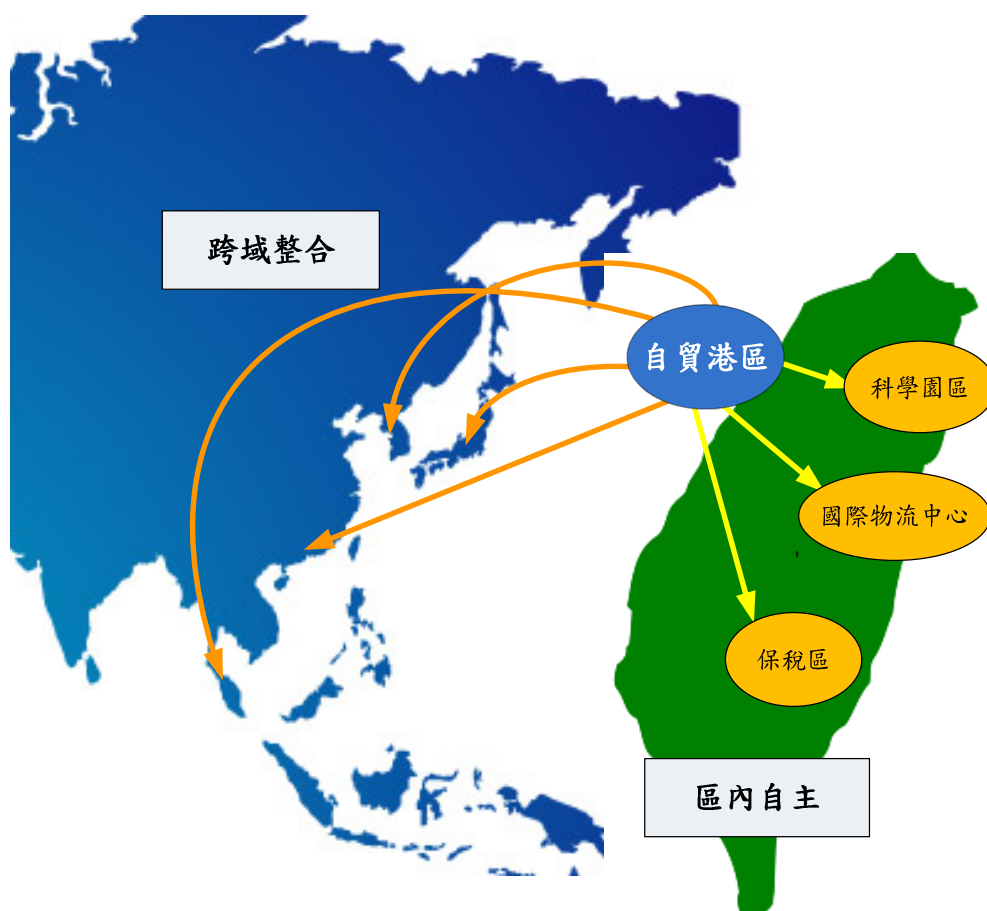 跨域整合
自貿港區
科學園區
國際物流中心
保稅區
區內自主